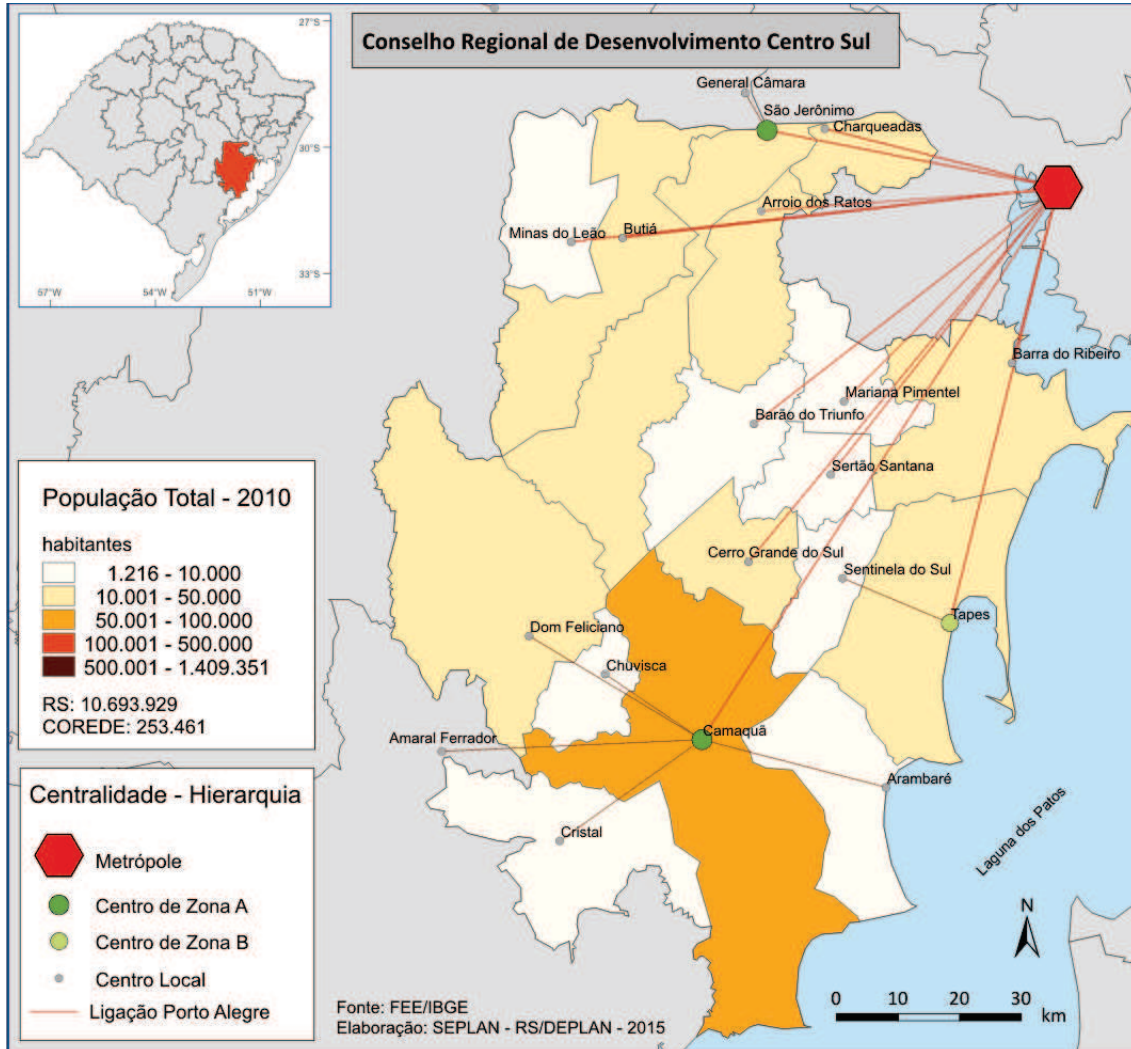 Conselho Regional de Desenvolvimento Centro Sul
27°S
30°S
33°S
57°W
54°W
51°W
General Câmara
São Jerônimo
Charqueadas
Arroio dos Ratos
Minas do Leão
Butiá
Barra do Ribeiro
Mariana Pimentel
Barão do Triunfo
Sertão Santana
Cerro Grande do Sul
Sentinela do Sul
Tapes
Dom Feliciano
Chuvisca
Camaquã
Amaral Ferrador
Arambaré
Cristal
Laguna dos Patos
População Total - 2010
habitantes
1.216 - 10.000
10.001 - 50.000
50.001 - 100.000
100.001 - 500.000
500.001 - 1.409.351
RS: 10.693.929
COREDE: 253.461
Centralidade - Hierarquia
Metrópole
Centro de Zona A
Centro de Zona B
Centro Local
Ligação Porto Alegre
Fonte: FEE/IBGE
Elaboração: SEPLAN - RS/DEPLAN - 2015
N
0 10 20 30
km